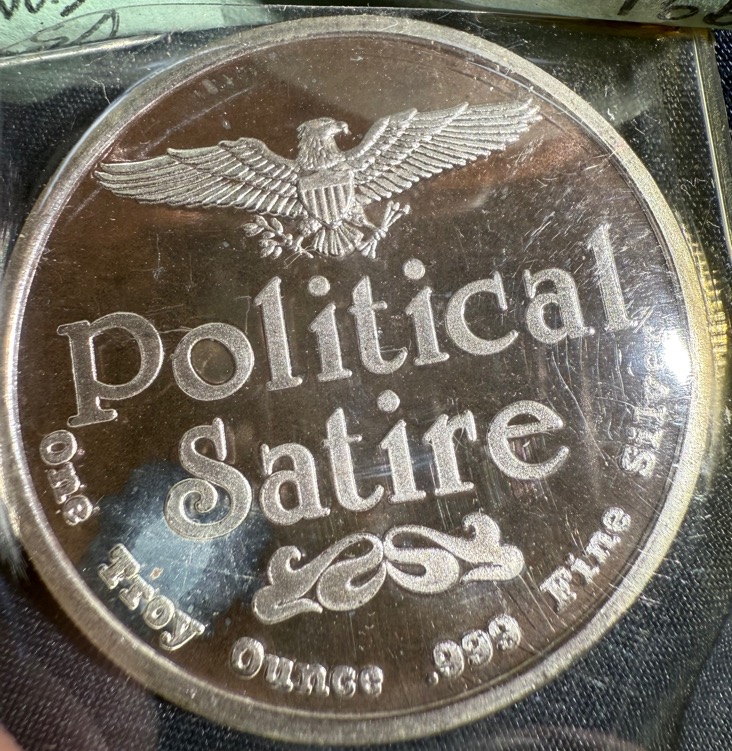 Political
Satire
One Troy Ounce .999 Fine Silver